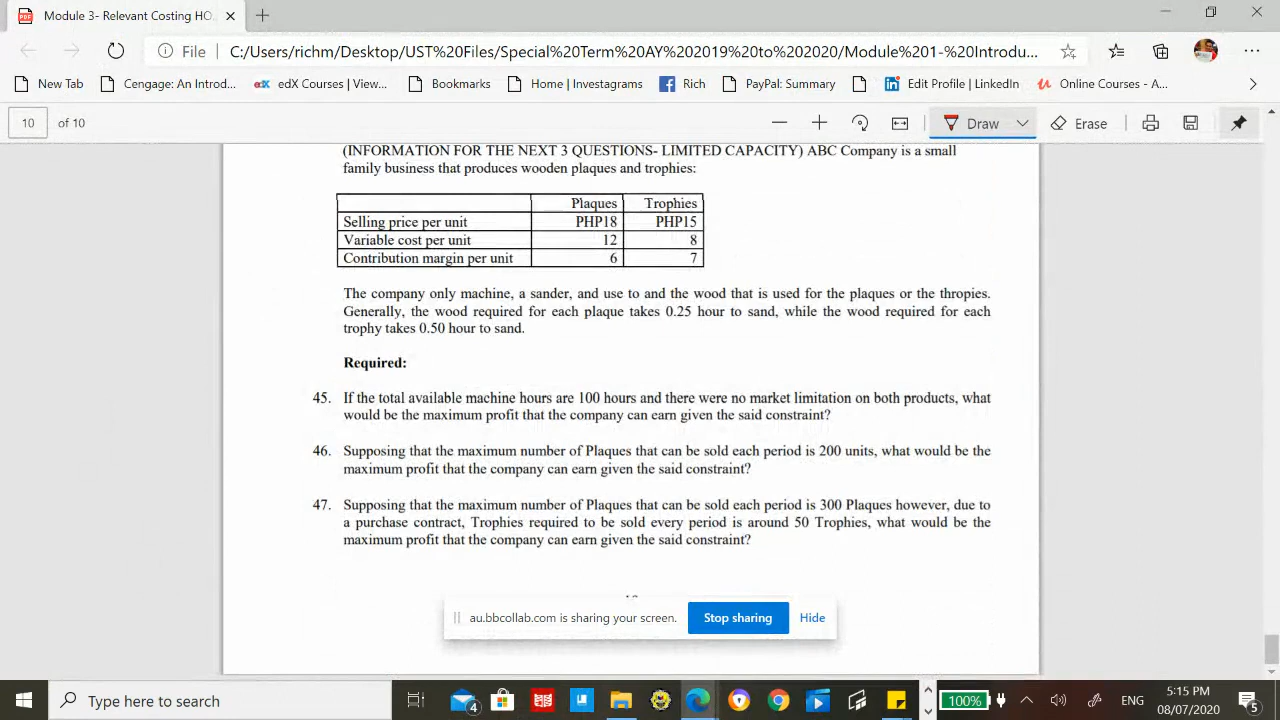 Module 3- Relevant Costing HO.
File
C:/Users/richm/Desktop/UST%20Files/Special%20Term%20AY%202019%20to%202020/Module%201-%20Introdu...
New Tab
Cengage: An Introd...
edX Courses | View...
Bookmarks
Home | Investagrams
Rich
PayPal: Summary
Edit Profile | LinkedIn
Online Courses - A...
10 of 10
Draw
Erase
(INFORMATION FOR THE NEXT 3 QUESTIONS- LIMITED CAPACITY) ABC Company is a small
family business that produces wooden plaques and trophies:
Plaques Trophies
Selling price per unit PHP18 PHP15
Variable cost per unit 12 8
Contribution margin per unit 6 7
The company only machine, a sander, and use to and the wood that is used for the plaques or the thropies.
Generally, the wood required for each plaque takes 0.25 hour to sand, while the wood required for each
trophy takes 0.50 hour to sand.
Required:
45. If the total available machine hours are 100 hours and there were no market limitation on both products, what
would be the maximum profit that the company can earn given the said constraint?
46. Supposing that the maximum number of Plaques that can be sold each period is 200 units, what would be the
maximum profit that the company can earn given the said constraint?
47. Supposing that the maximum number of Plaques that can be sold each period is 300 Plaques however, due to
a purchase contract, Trophies required to be sold every period is around 50 Trophies, what would be the
maximum profit that the company can earn given the said constraint?
au.bbcollab.com is sharing your screen.
Stop sharing
Hide
Type here to search
4
100%
ENG
5:15 PM
08/07/2020
5